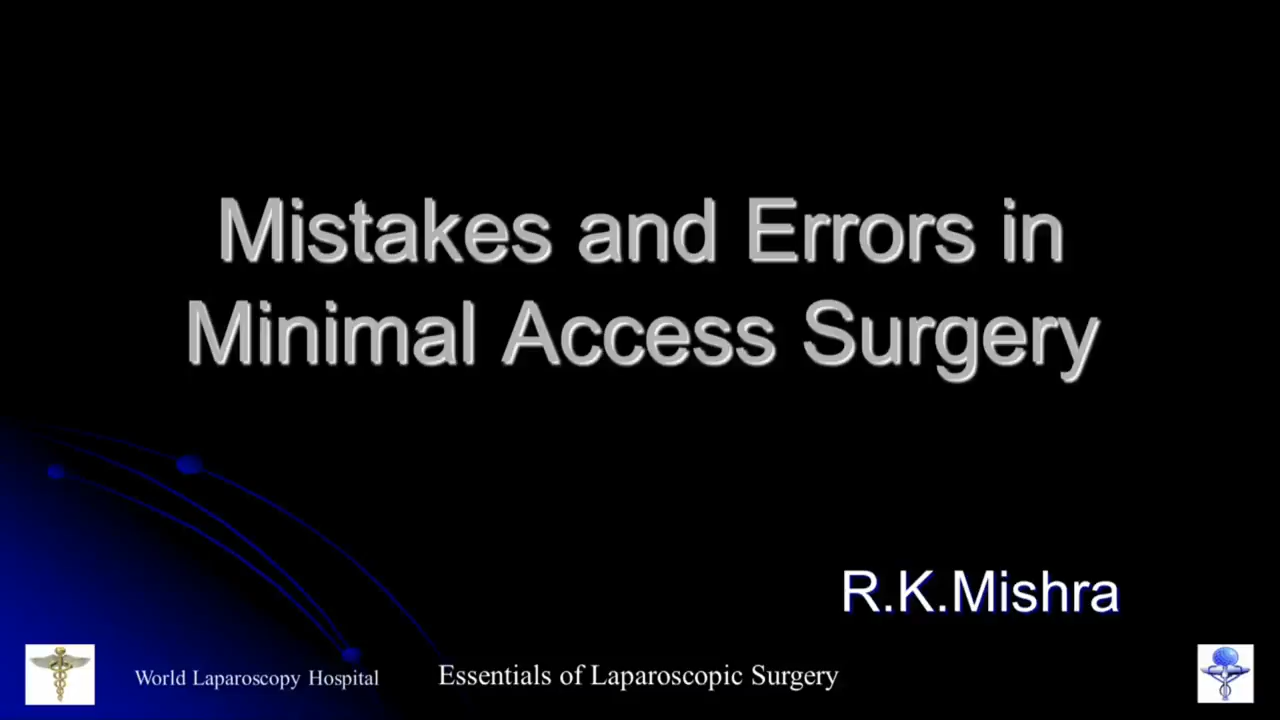 Mistakes and Errors in
Minimal Access Surgery
R.K.Mishra
World Laparoscopy Hospital
Essentials of Laparoscopic Surgery